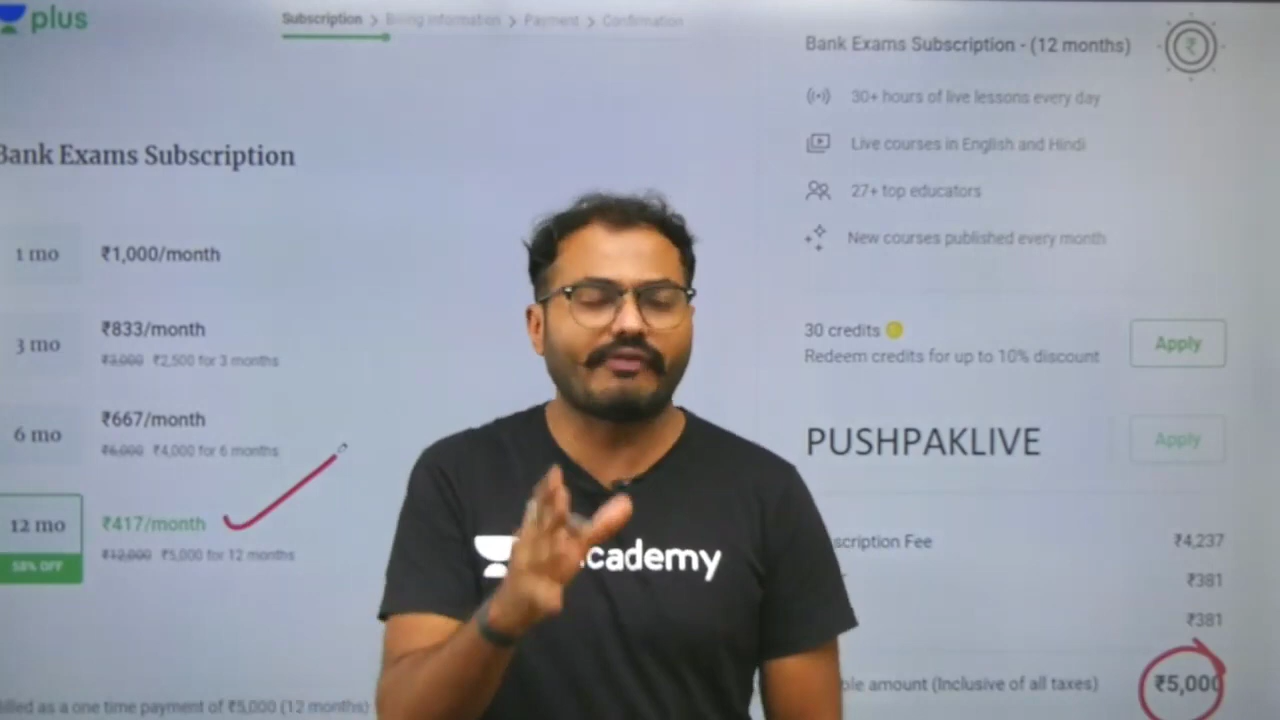 plus
Subscription > Billing information > Payment > Confirmation
Bank Exams Subscription
1 mo ₹1,000/month
3 mo ₹833/month
₹3,000 ₹2,500 for 3 months
6 mo ₹667/month
₹6,000 ₹4,000 for 6 months
12 mo ₹417/month
58% OFF ₹12,000 ₹5,000 for 12 months
illed as a one time payment of ₹5,000 (12 months)
cademy
Bank Exams Subscription - (12 months)
₹
30+ hours of live lessons every day
Live courses in English and Hindi
27+ top educators
New courses published every month
30 credits
Redeem credits for up to 10% discount
Apply
PUSHPAKLIVE
Apply
scription Fee ₹4,237
₹381
₹381
ble amount (Inclusive of all taxes) ₹5,000